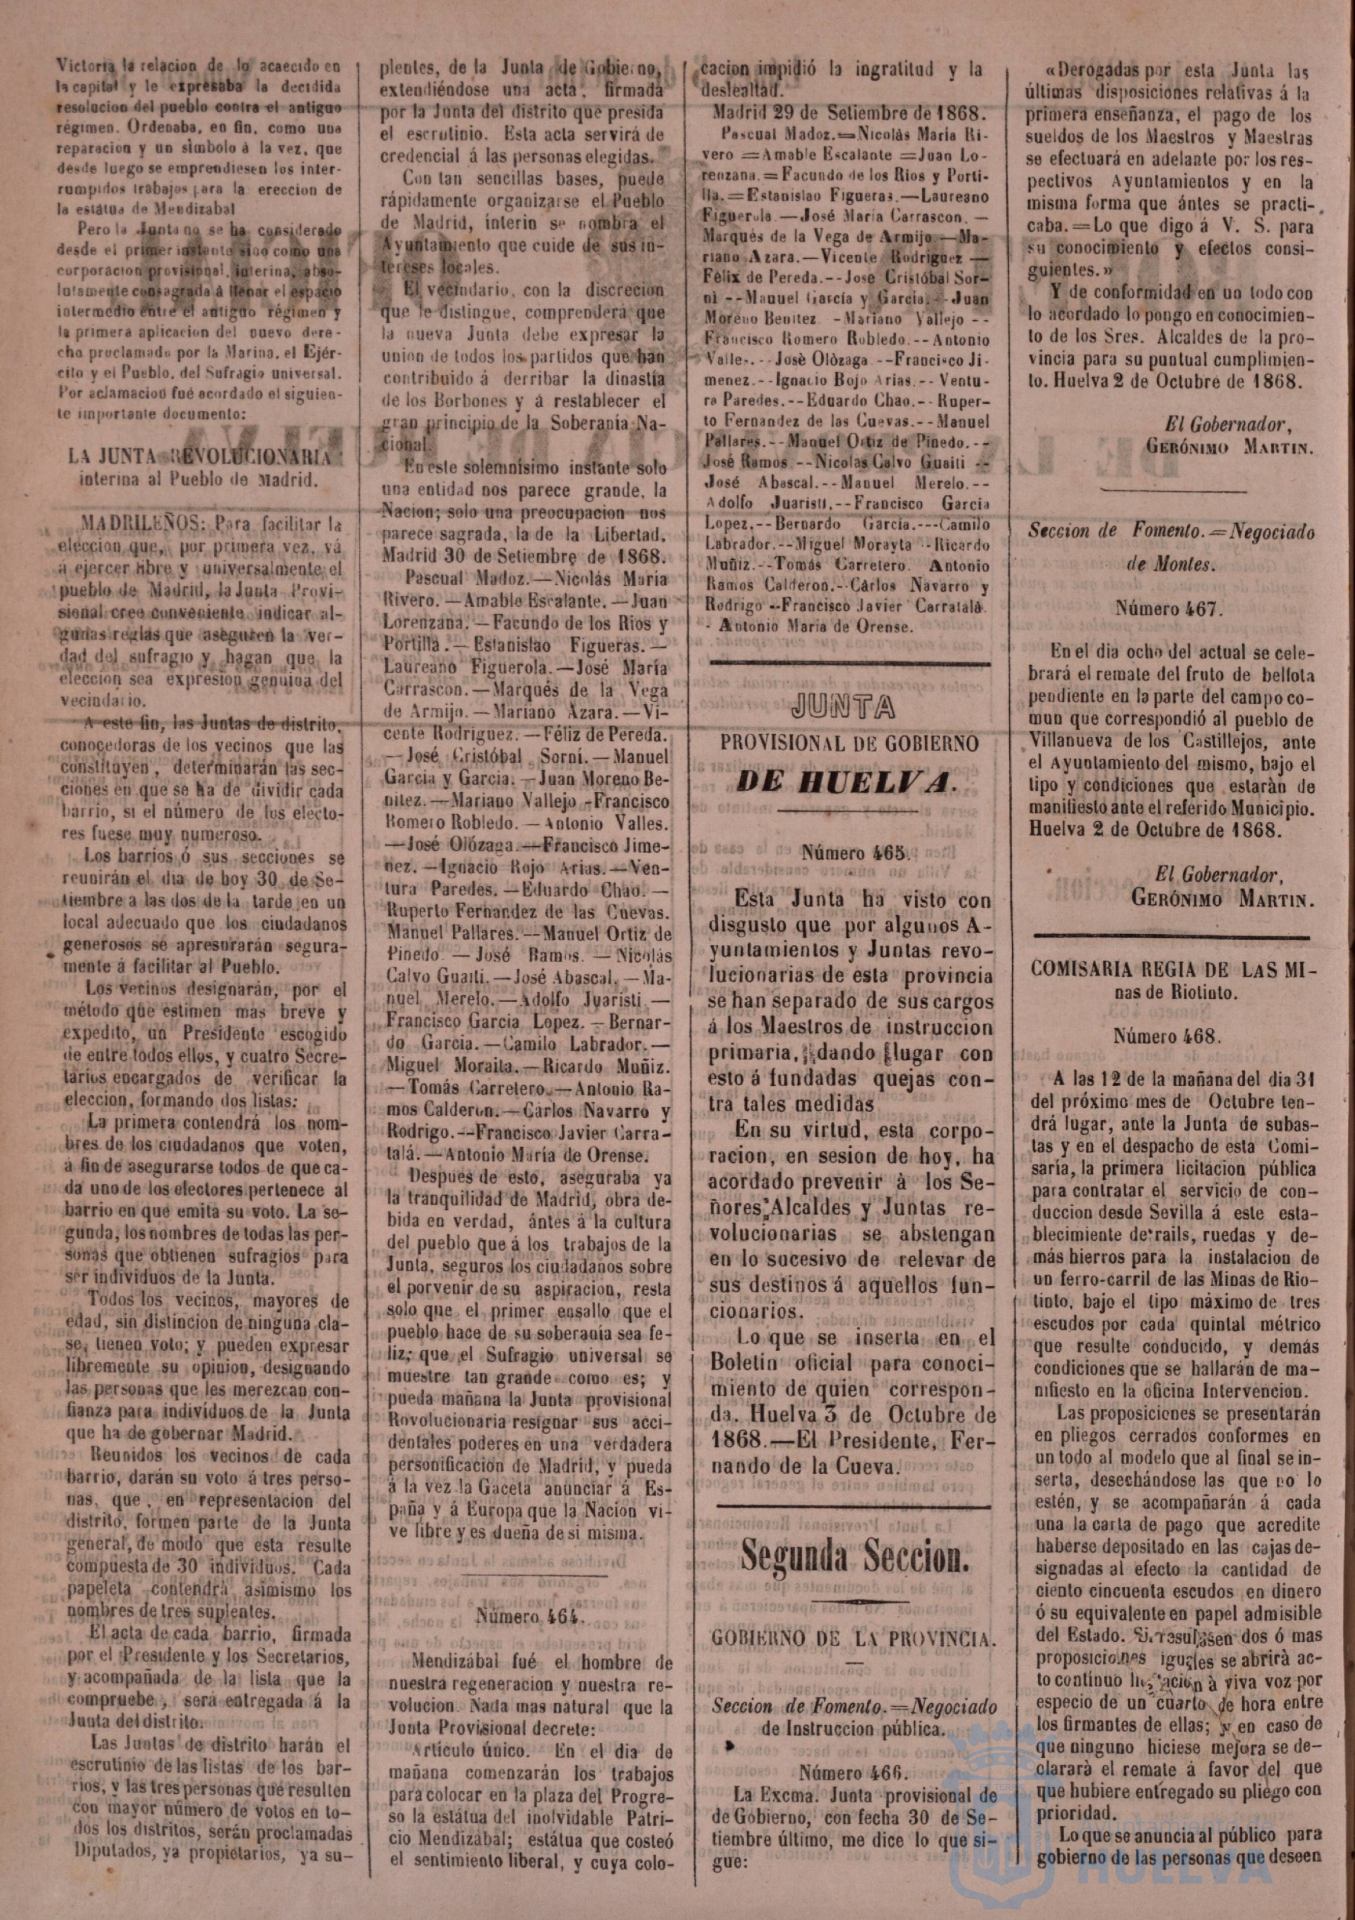 Victoria la relacion de lo acaecido en
la capital y le expresaba la decidida
resolucion del pueblo contra el antiguo
régimen. Ordenaba, en fin, como una
reparacion y un simbolo á la vez, que
desde luego se emprendiesen los inter-
rumpidos trabajos para la ereccion de
la estátua de Mendizabal
Pero la Junta no se ha considerado
desde el primer instante sino como una
corporacion provisional, interina, abso-
lutamente consagrada á llenar el espacio
intermedio entre el antiguo régimen y
la primera aplicacion del nuevo dere-
cho proclamado por la Marina, el Ejér-
cito y el Pueblo, del Sufragio universal.
Por aclamacion fué acordado el siguien-
te importante documento:
LA JUNTA REVOLUCIONARIA
interina al Pueblo de Madrid.
MADRILEÑOS: Para facilitar la
eleccion que, por primera vez, vá
á ejercer libre y universalmente el
pueblo de Madrid, la Junta Provi-
sional cree conveniente indicar al-
gunas reglas que aseguren la ver-
dad del sufragio y hagan que la
eleccion sea expresion genuina del
vecindario.
A este fin, las Juntas de distrito,
conocedoras de los vecinos que las
constituyen, determinarán las sec-
ciones en que se ha de dividir cada
barrio, si el número de los electo-
res fuese muy numeroso.
Los barrios ó sus secciones se
reunirán el dia de hoy 30 de Se-
tiembre a las dos de la tarde en un
local adecuado que los ciudadanos
generosos se apresurarán segura-
mente á facilitar al Pueblo.
Los vecinos designarán, por el
método que estimen mas breve y
expedito, un Presidente escogido
de entre todos ellos, y cuatro Secre-
tarios encargados de verificar la
eleccion, formando dos listas:
La primera contendrá los nom-
bres de los ciudadanos que voten,
á fin de asegurarse todos de que ca-
da uno de los electores pertenece al
barrio en que emita su voto. La se-
gunda, los nombres de todas las per-
sonas que obtienen sufragios para
ser individuos de la Junta.
Todos los vecinos, mayores de
edad, sin distincion de ninguna cla-
se, tienen voto; y pueden expresar
libremente su opinion, designando
las personas que les merezcan con-
fianza para individuos de la Junta
que ha de gobernar Madrid.
Reunidos los vecinos de cada
barrio, darán su voto á tres perso-
nas, que, en representacion del
distrito, formen parte de la Junta
general, de modo que esta resulte
compuesta de 30 individuos. Cada
papeleta contendrá asimismo los
nombres de tres suplentes.
El acta de cada barrio, firmada
por el Presidente y los Secretarios,
y acompañada de la lista que la
compruebe, será entregada á la
Junta del distrito.
Las Juntas de distrito harán el
escrutinio de las listas de los bar-
rios, y las tres personas que resulten
con mayor número de votos en to-
dos los distritos, serán proclamadas
Diputados, ya propietarios, ya su-
plentes, de la Junta de Gobierno,
extendiéndose una acta, firmada
por la Junta del distrito que presida
el escrutinio. Esta acta servirá de
credencial á las personas elegidas.
Con tan sencillas bases, puede
rápidamente organizarse el Pueblo
de Madrid, ínterin se nombra el
Ayuntamiento que cuide de sus in-
tereses locales.
El vecindario, con la discrecion
que le distingue, comprenderá que
la nueva Junta debe expresar la
union de todos los partidos que han
contribuido á derribar la dinastía
de los Borbones y á restablecer el
gran principio de la Soberanía Na-
cional.
En este solemnísimo instante solo
una entidad nos parece grande, la
Nacion; solo una preocupacion nos
parece sagrada, la de la Libertad.
Madrid 30 de Setiembre de 1868.
Pascual Madoz.—Nicolás María
Rivero.—Amable Escalante.—Juan
Lorenzana.—Facundo de los Rios y
Portilla.—Estanislao Figueras.—
Laureano Figuerola.—José María
Carrascon.—Marqués de la Vega
de Armijo.—Mariano Azara.—Vi-
cente Rodriguez.—Féliz de Pereda.
—José Cristóbal Sorní.—Manuel
Garcia y Garcia.—Juan Moreno Be-
nitez.—Mariano Vallejo-Francisco
Romero Robledo.—Antonio Valles.
—José Olózaga.—Francisco Jime-
nez.—Ignacio Rojo Arias.—Ven-
tura Paredes.—Eduardo Chao.—
Ruperto Fernandez de las Cuevas.
Manuel Pallares.—Manuel Ortiz de
Pinedo.—José Ramos.—Nicolás
Calvo Guaiti.—José Abascal.—Ma-
nuel Merelo.—Adolfo Juaristi.—
Francisco Garcia Lopez.—Bernar-
do Garcia.—Camilo Labrador.—
Miguel Moraita.—Ricardo Muñiz.
—Tomás Carretero.—Antonio Ra-
mos Calderon.—Cárlos Navarro y
Rodrigo.--Francisco Javier Carra-
talá.—Antonio María de Orense.
Despues de esto, aseguraba ya
la tranquilidad de Madrid, obra de-
bida en verdad, ántes á la cultura
del pueblo que á los trabajos de la
Junta, seguros los ciudadanos sobre
el porvenir de su aspiracion, resta
solo que el primer ensallo que el
pueblo hace de su soberania sea fe-
liz; que el Sufragio universal se
muestre tan grande como es; y
pueda mañana la Junta provisional
Rovolucionaria resignar sus acci-
dentales poderes en una verdadera
personificacion de Madrid, y pueda
á la vez la Gaceta anunciar á Es-
paña y á Europa que la Nacion vi-
ve libre y es dueña de si misma.
Número 464.
Mendizábal fué el hombre de
nuestra regeneracion y nuestra re-
volucion. Nada mas natural que la
Junta Provisional decrete:
Artículo único. En el dia de
mañana comenzarán los trabajos
para colocar en la plaza del Progre-
so la estátua del inolvidable Patri-
cio Mendizábal; estátua que costeó
el sentimiento liberal, y cuya colo-
cacion impidió la ingratitud y la
deslealtad.
Madrid 29 de Setiembre de 1868.
Pascual Madoz.=Nicolás María Ri-
vero =Amable Escalante =Juan Lo-
renzana.=Facundo de los Rios y Porti-
lla.=Estanislao Figueras.—Laureano
Figuerola.—José María Carrascon.—
Marqués de la Vega de Armijo.—Ma-
riano Azara.—Vicente Rodriguez—
Félix de Pereda.--José Cristóbal Sor-
ni--Manuel García y Garcia.--Juan
Moreno Benitez -Mariano Vallejo--
Francisco Romero Robledo.--Antonio
Valle.--Josè Olòzaga--Francisco Ji-
menez.--Ignacio Bojo Arias.--Ventu-
ra Paredes.--Eduardo Chao.--Ruper-
to Fernandez de las Cuevas.--Manuel
Pallares.--Manuel Ortiz de Pinedo.--
José Ramos.--Nicolas Calvo Guaiti--
José Abascal.--Manuel Merelo.--
Adolfo Juaristi.--Francisco Garcia
Lopez.--Bernardo Garcia.---Camilo
Labrador.--Miguel Morayta--Ricardo
Muñiz.--Tomás Carretero. Antonio
Ramos Calderon.--Cárlos Navarro y
Rodrigo--Francisco Javier Carratalá.
- Antonio Maria de Orense.
JUNTA
PROVISIONAL DE GOBIERNO
DE HUELVA.
Número 465.
Esta Junta ha visto con
disgusto que por algunos A-
yuntamientos y Juntas revo-
lucionarias de esta provincia
se han separado de sus cargos
á los Maestros de instruccion
primaria, dando lugar con
esto á fundadas quejas con-
tra tales medidas
En su virtud, esta corpo-
racion, en sesion de hoy, ha
acordado prevenir à los Se-
ñores Alcaldes y Juntas re-
volucionarias se abstengan
en lo sucesivo de relevar de
sus destinos á aquellos fun-
cionarios.
Lo que se inserta en el
Boletin oficial para conoci-
miento de quien correspon-
da. Huelva 3 de Octubre de
1868.—El Presidente, Fer-
nando de la Cueva.
Segunda Seccion.
GOBIERNO DE LA PROVINCIA.
Seccion de Fomento.=Negociado
de Instruccion pública.
Número 466.
La Excma. Junta provisional de
de Gobierno, con fecha 30 de Se-
tiembre último, me dice lo que si-
gue:
«Derogadas por esta Junta las
últimas disposiciones relativas á la
primera enseñanza, el pago de los
sueldos de los Maestros y Maestras
se efectuará en adelante por los res-
pectivos Ayuntamientos y en la
misma forma que ántes se practi-
caba.=Lo que digo á V. S. para
su conocimiento y efectos consi-
guientes.»
Y de conformidad en un todo con
lo acordado lo pongo en conocimien-
to de los Sres. Alcaldes de la pro-
vincia para su puntual cumplimien-
to. Huelva 2 de Octubre de 1868.
El Gobernador,
GERÓNIMO MARTIN.
Seccion de Fomento.=Negociado
de Montes.
Número 467.
En el dia ocho del actual se cele-
brará el remate del fruto de bellota
pendiente en la parte del campo co-
mun que correspondió al pueblo de
Villanueva de los Castillejos, ante
el Ayuntamiento del mismo, bajo el
tipo y condiciones que estaràn de
manifiesto ante el referido Municipio.
Huelva 2 de Octubre de 1868.
El Gobernador,
GERÓNIMO MARTIN.
COMISARIA REGIA DE LAS MI-
nas de Riotinto.
Número 468.
A las 12 de la mañana del dia 31
del próximo mes de Octubre ten-
drá lugar, ante la Junta de subas-
tas y en el despacho de esta Comi-
saría, la primera licitacion pública
para contratar el servicio de con-
duccion desde Sevilla á este esta-
blecimiento de rails, ruedas y de-
más hierros para la instalacion de
un ferro-carril de las Minas de Rio-
tinto, bajo el tipo máximo de tres
escudos por cada quintal métrico
que resulte conducido, y demás
condiciones que se hallarán de ma-
nifiesto en la oficina Intervencion.
Las proposiciones se presentarán
en pliegos cerrados conformes en
un todo al modelo que al final se in-
serta, desechándose las que no lo
estén, y se acompañarán á cada
una la carta de pago que acredite
haberse depositado en las cajas de-
signadas al efecto la cantidad de
ciento cincuenta escudos en dinero
ó su equivalente en papel admisible
del Estado. Si resultasen dos ó mas
proposiciones iguales se abrirà ac-
to continuo licitación à viva voz por
especio de un cuarto de hora entre
los firmantes de ellas; y en caso de
que ninguno hiciese mejora se de-
clarará el remate á favor del que
que hubiere entregado su pliego con
prioridad.
Lo que se anuncia al público para
gobierno de las personas que deseen
HUELVA